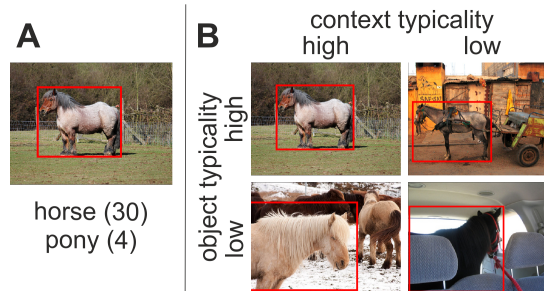 A
horse (30)
pony (4)
B
context typicality
high low
object typicality
high
low